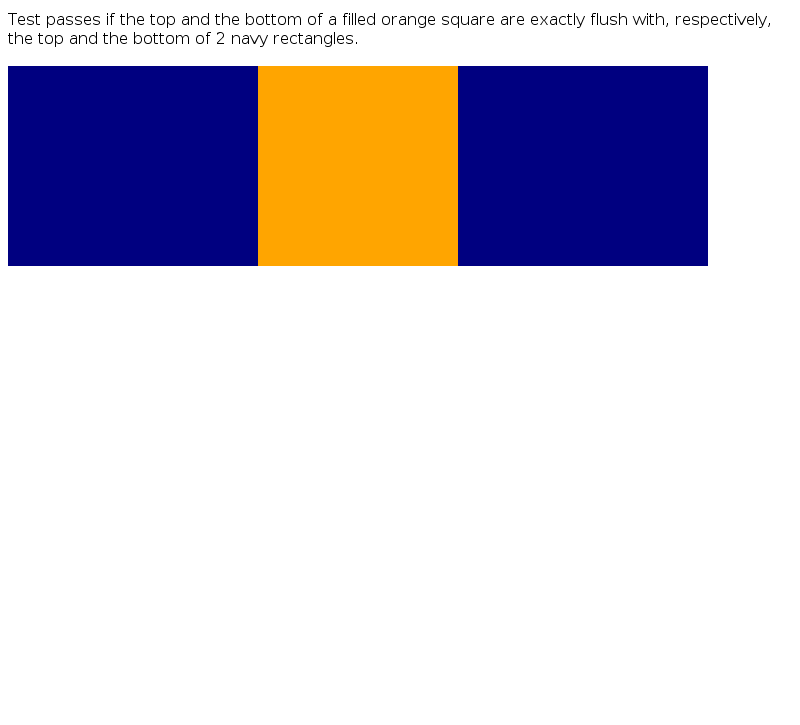 Test passes if the top and the bottom of a filled orange square are exactly flush with, respectively,
the top and the bottom of 2 navy rectangles.